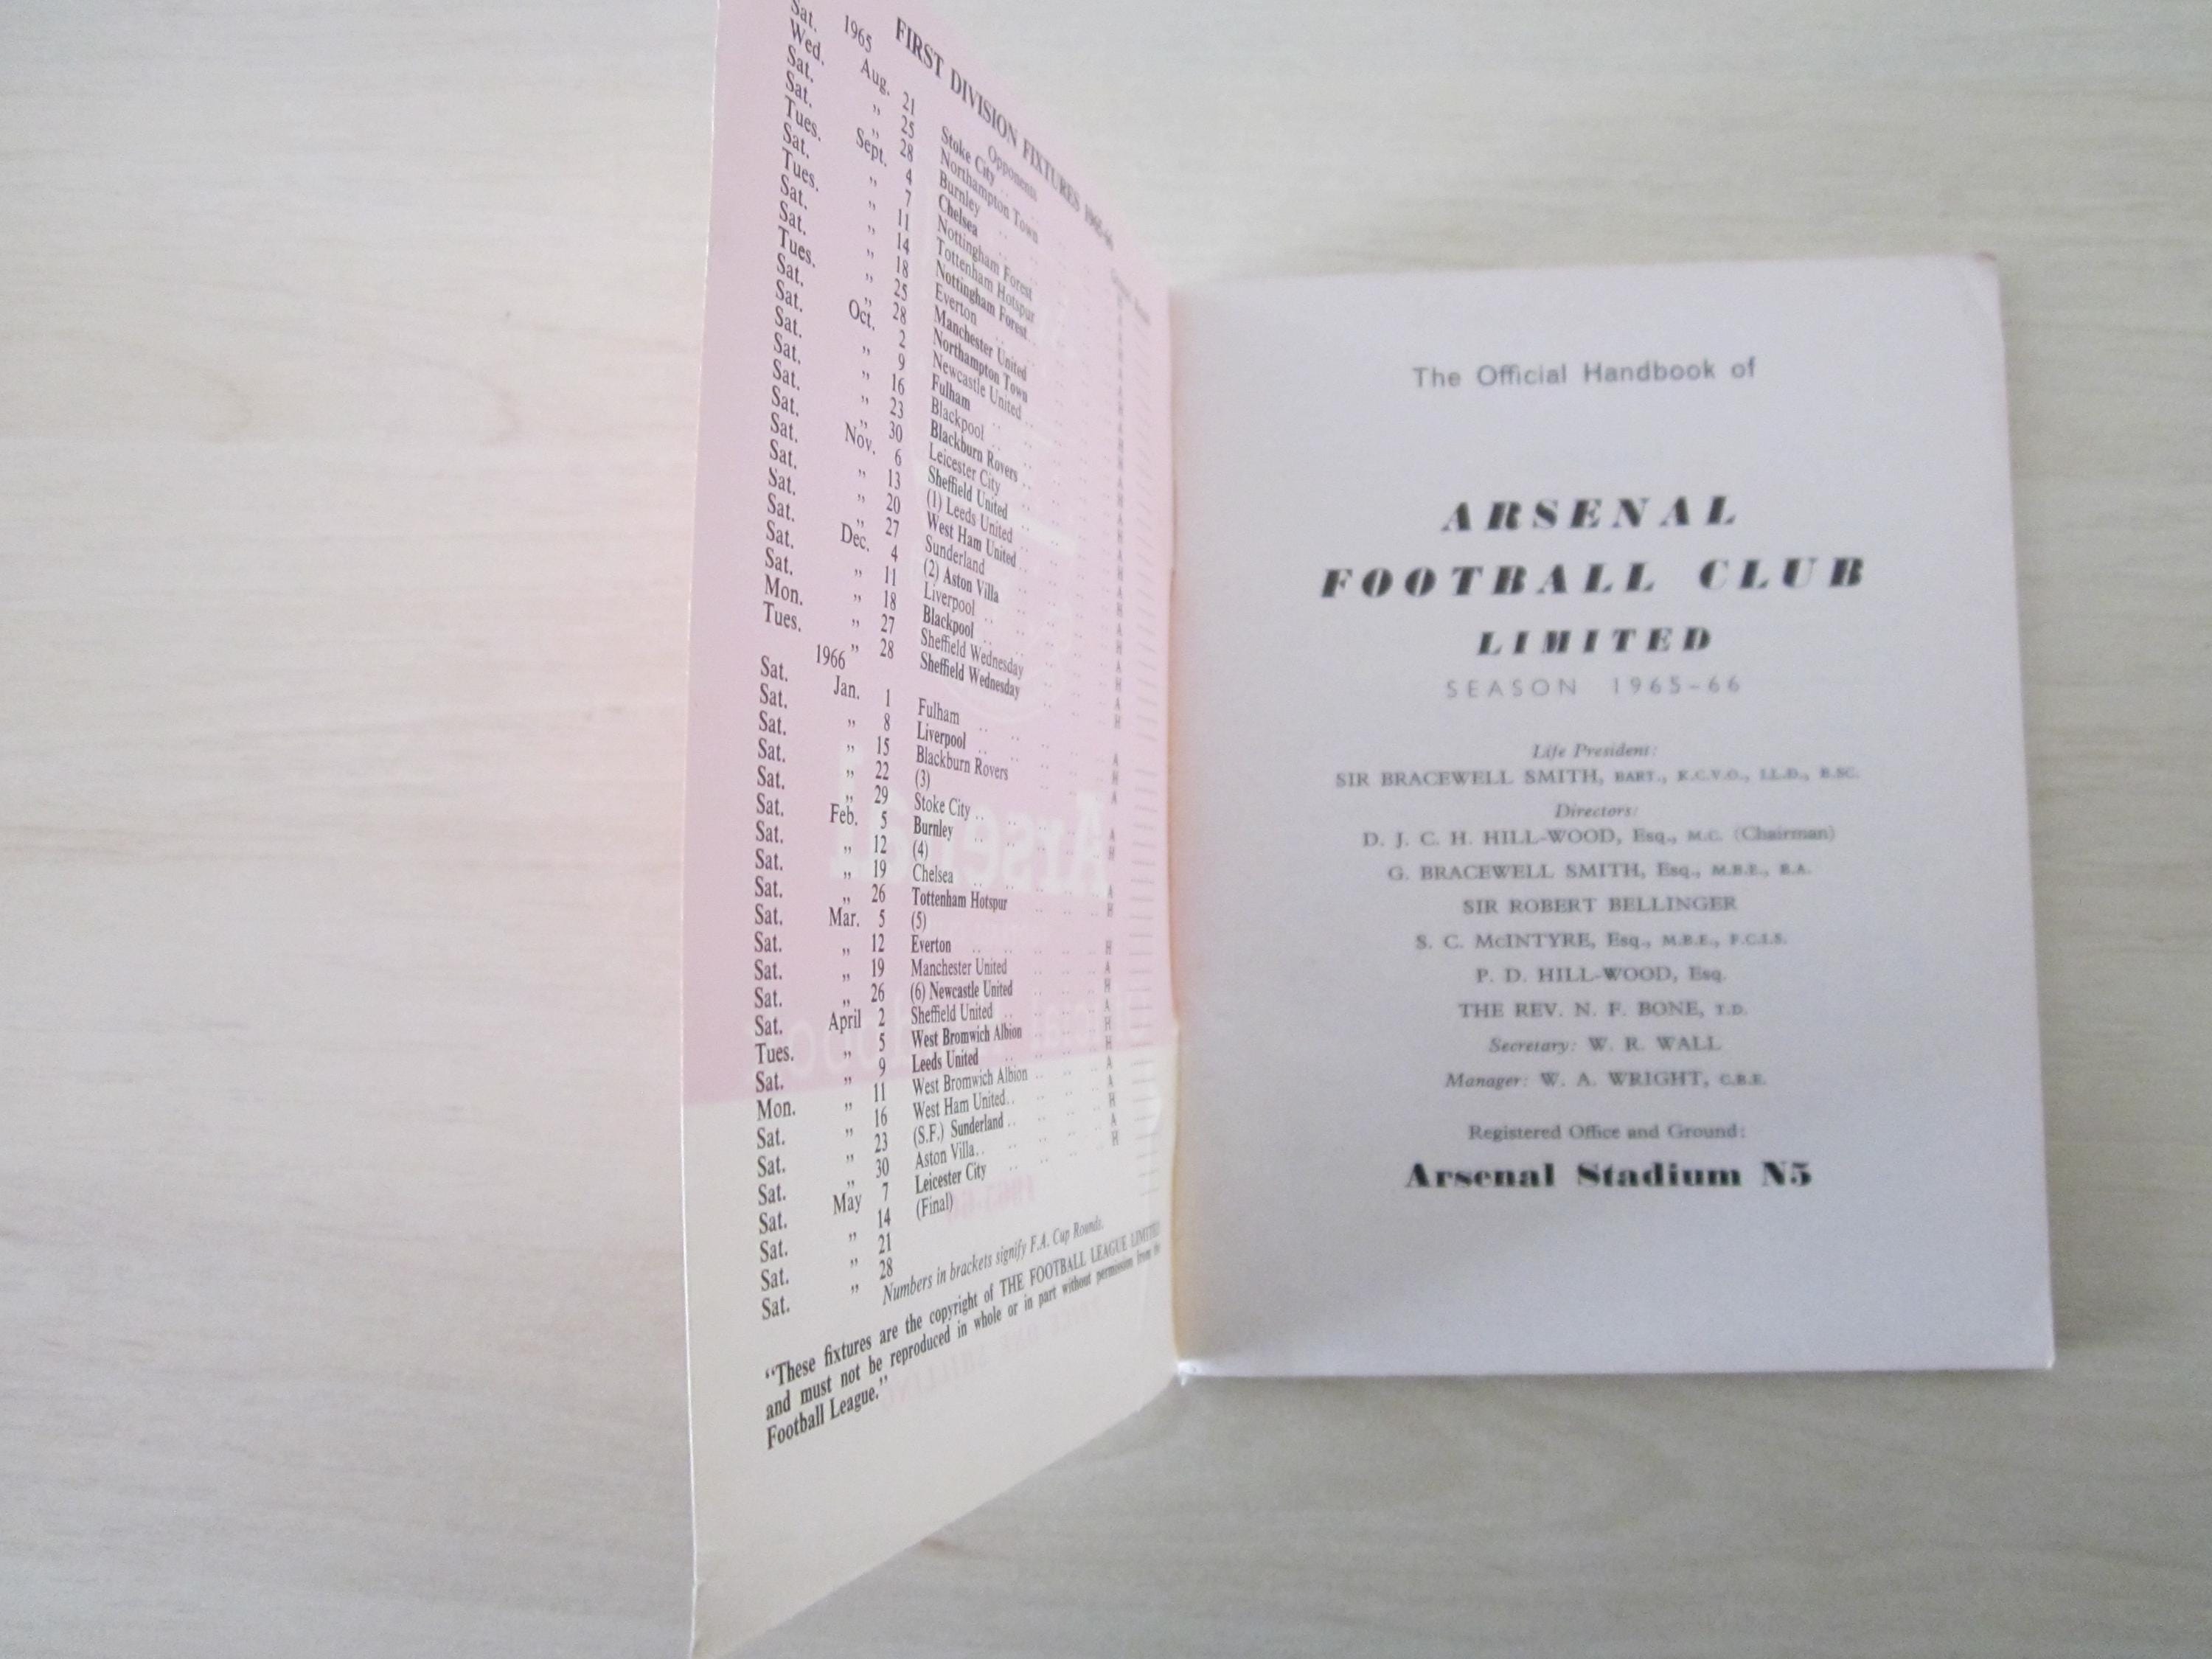 FIRST DIVISION FIXTURES 1965-66
1965 Opponents
Sat. Aug. 21 Stoke City
Wed. „ 25 Northampton Town
Sat. „ 28 Burnley
Sat. Sept. 4 Chelsea
Tues. „ 7 Nottingham Forest
Sat. „ 11 Tottenham Hotspur
Tues. „ 14 Nottingham Forest
Sat. „ 18 Everton
Sat. „ 25 Manchester United
Tues. „ 28 Northampton Town
Sat. Oct. 2 Newcastle United
Sat. „ 9 Fulham
Sat. „ 16 Blackpool
Sat. „ 23 Blackburn Rovers
Sat. „ 30 Leicester City
Sat. Nov. 6 Sheffield United
Sat. „ 13 (1) Leeds United
Sat. „ 20 West Ham United
Sat. „ 27 Sunderland
Sat. Dec. 4 (2) Aston Villa
Sat. „ 11 Liverpool
Sat. „ 18 Blackpool
Mon. „ 27 Sheffield Wednesday
Tues. „ 28 Sheffield Wednesday
1966
Sat. Jan. 1 Fulham A
Sat. „ 8 Liverpool H
Sat. „ 15 Blackburn Rovers A
Sat. „ 22 (3)
Sat. „ 29 Stoke City A
Sat. Feb. 5 Burnley H
Sat. „ 12 (4)
Sat. „ 19 Chelsea A
Sat. „ 26 Tottenham Hotspur H
Sat. Mar. 5 (5)
Sat. „ 12 Everton H
Sat. „ 19 Manchester United A
Sat. „ 26 (6) Newcastle United H
Sat. April 2 Sheffield United A
Tues. „ 5 West Bromwich Albion H
Sat. „ 9 Leeds United H
Mon. „ 11 West Bromwich Albion A
Sat. „ 16 West Ham United A
Sat. „ 23 (S.F.) Sunderland H
Sat. „ 30 Aston Villa A
Sat. May 7 Leicester City H
Sat. „ 14 (Final)
Sat. „ 21
Sat. „ 28
Numbers in brackets signify F.A. Cup Rounds.
“These fixtures are the copyright of THE FOOTBALL LEAGUE LIMITED
and must not be reproduced in whole or in part without permission from the
Football League.”
The Official Handbook of
ARSENAL
FOOTBALL CLUB
LIMITED
SEASON 1965-66
Life President:
SIR BRACEWELL SMITH, BART., K.C.V.O., LL.D., B.SC.
Directors:
D. J. C. H. HILL-WOOD, Esq., M.C. (Chairman)
G. BRACEWELL SMITH, Esq., M.B.E., B.A.
SIR ROBERT BELLINGER
S. C. McINTYRE, Esq., M.B.E., F.C.I.S.
P. D. HILL-WOOD, Esq.
THE REV. N. F. BONE, T.D.
Secretary: W. R. WALL
Manager: W. A. WRIGHT, C.B.E.
Registered Office and Ground:
Arsenal Stadium N5